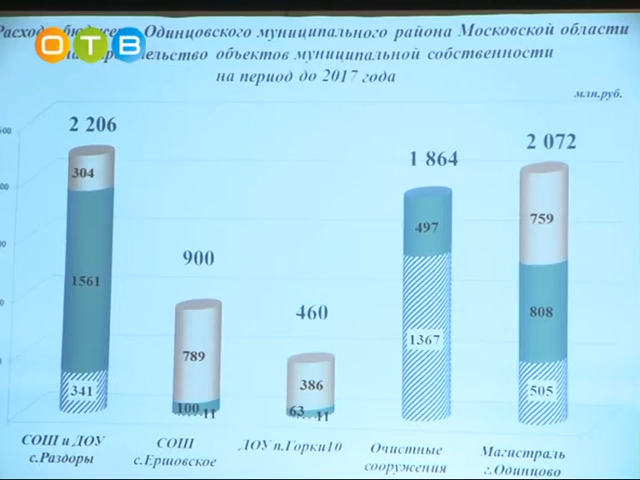 Одинцовского муниципального района Московской области
объектов муниципальной собственности
на период до 2017 года
ОТВ
млн.руб.
2 206
304
1561
341
900
789
100
11
460
386
63
11
1 864
497
1367
2 072
759
808
505
СОШ и ДОУ
с.Раздоры
СОШ
с.Ершовское
ДОУ п.Горки10
Очистные
сооружения
Магистраль
г.Одинцово